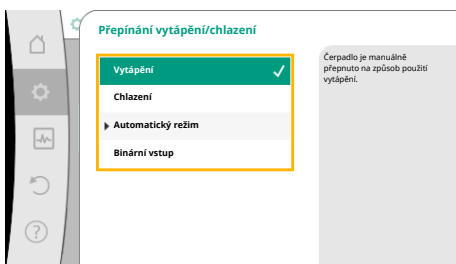 Přepínání vytápění/chlazení
Vytápění
Chlazení
Automatický režim
Binární vstup
Čerpadlo je manuálně
přepnuto na způsob použití
vytápění.